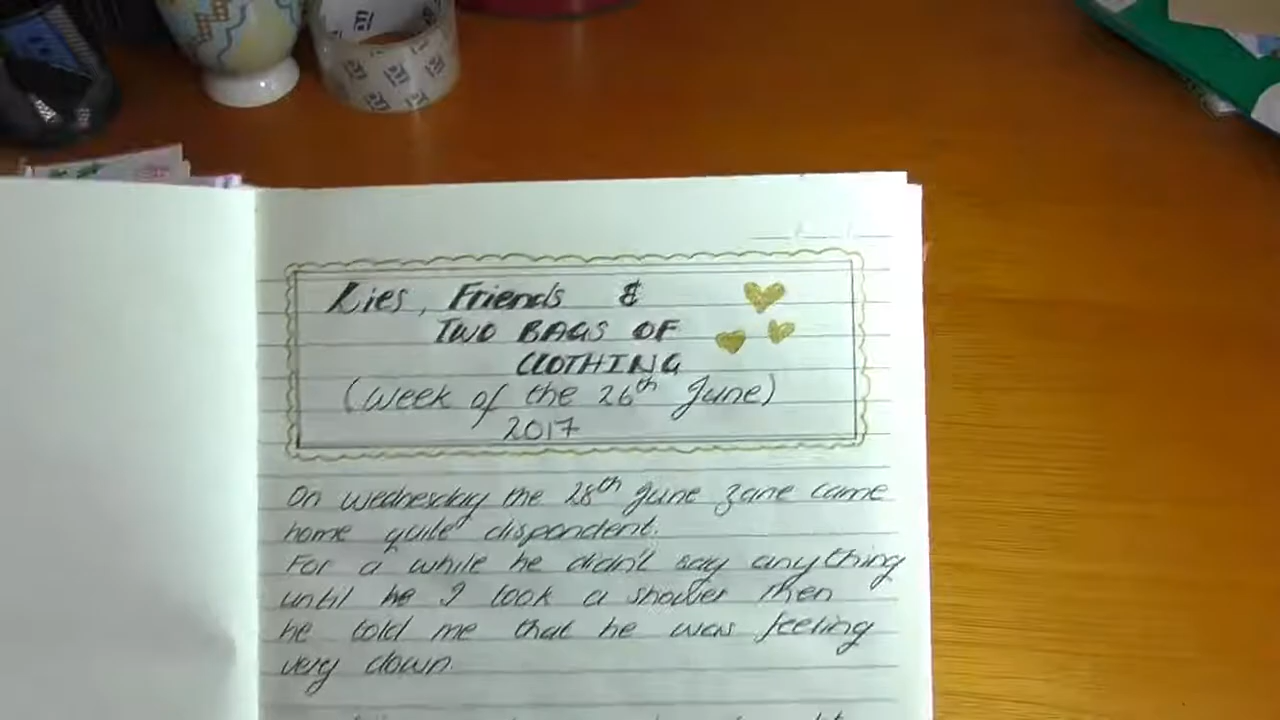 Lies, Friends &
TWO BAGS OF
CLOTHING
(Week of the 26th June)
2017
On wednesday the 28th June Zane came
home quite dispondent.
For a while he didn't say anything
until he I took a shower then
he told me that he was feeling
very down.